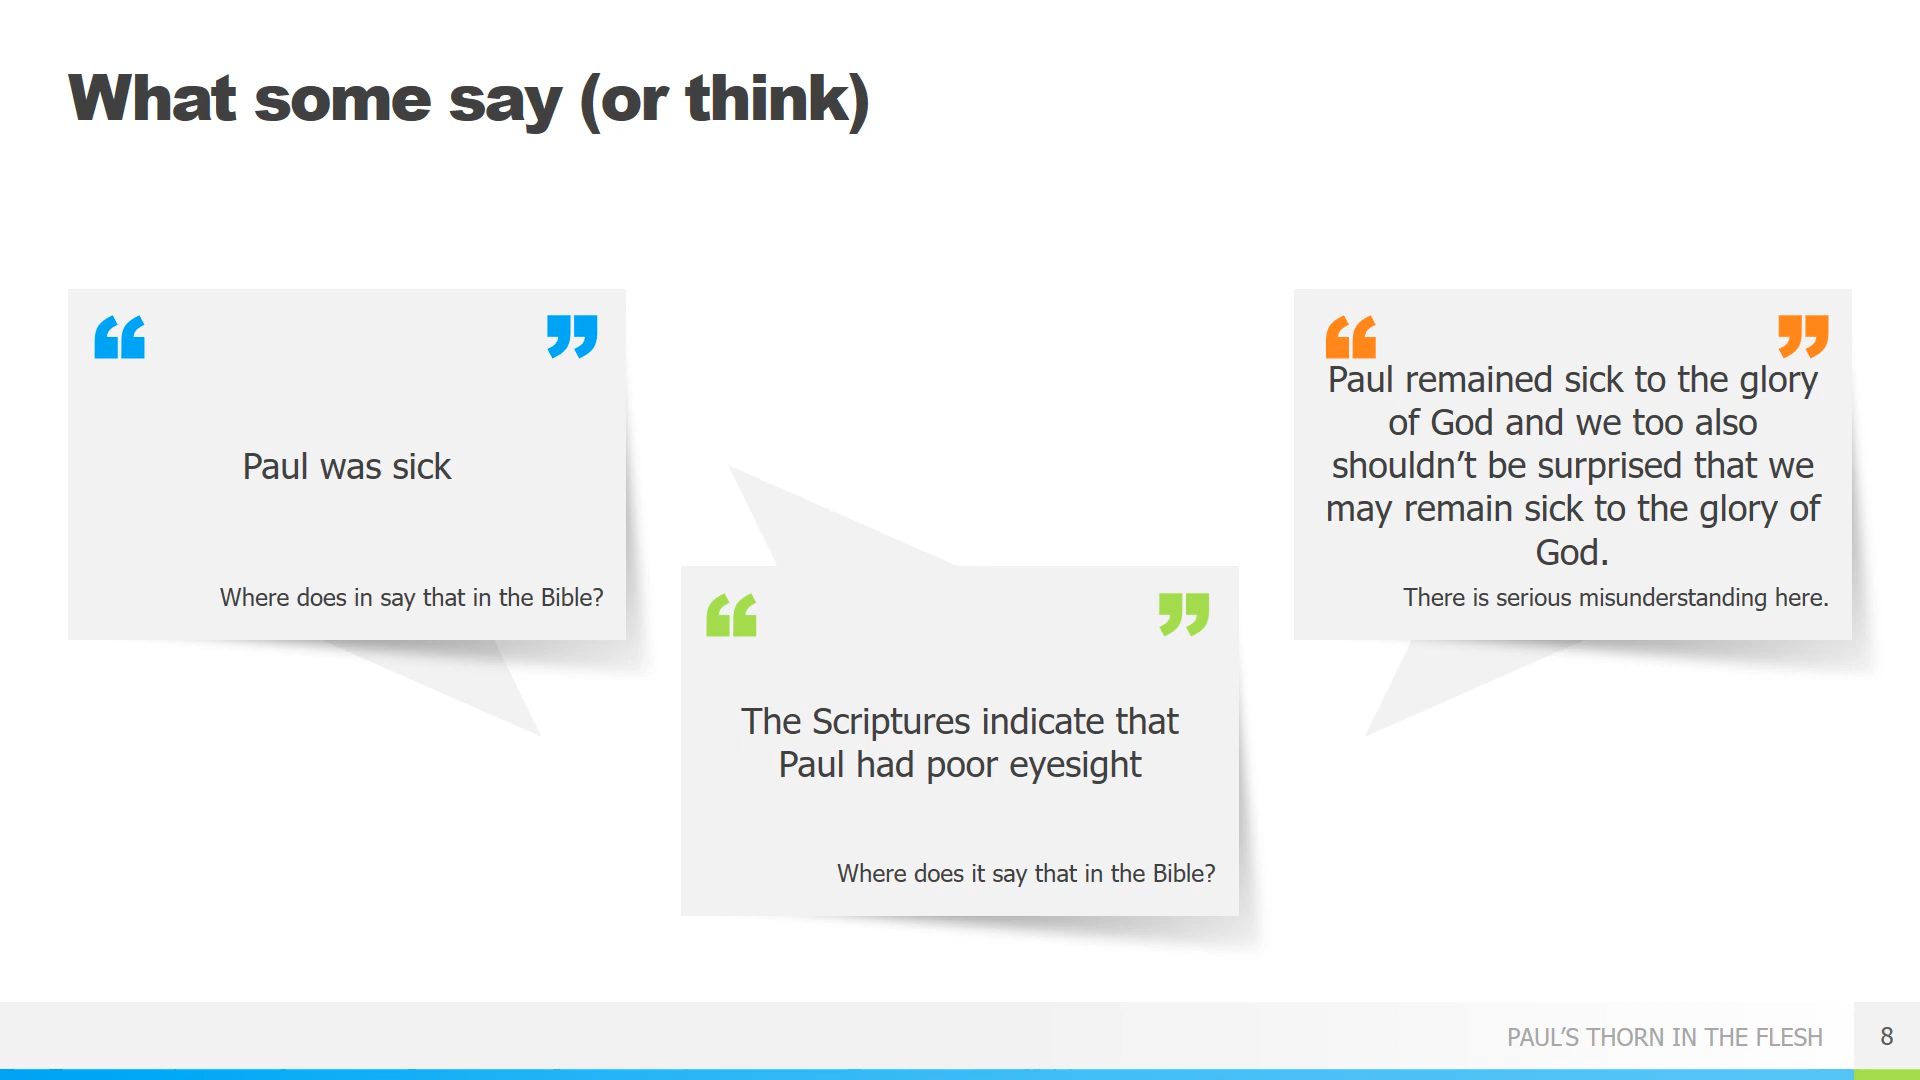 What some say (or think)
“ ”
Paul was sick
Where does in say that in the Bible?
“ ”
The Scriptures indicate that
Paul had poor eyesight
Where does it say that in the Bible?
“ ”
Paul remained sick to the glory
of God and we too also
shouldn’t be surprised that we
may remain sick to the glory of
God.
There is serious misunderstanding here.
PAUL’S THORN IN THE FLESH
8